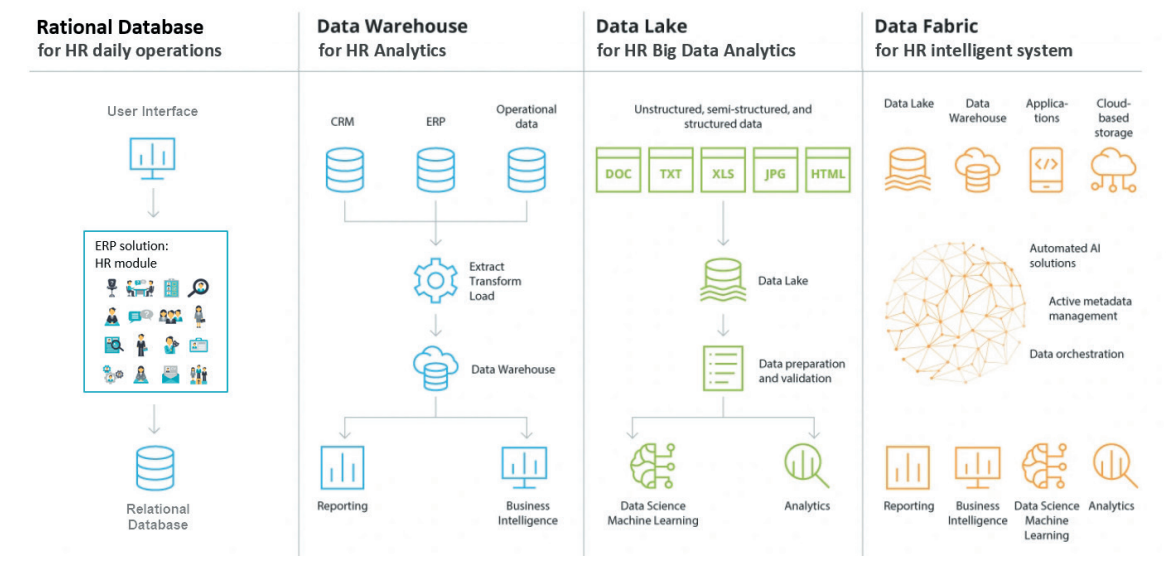 Rational Database
for HR daily operations
User Interface
ERP solution:
HR module
Relational
Database
Data Warehouse
for HR Analytics
CRM
ERP
Operational
data
Extract
Transform
Load
Data Warehouse
Reporting
Business
Intelligence
Data Lake
for HR Big Data Analytics
Unstructured, semi-structured, and
structured data
DOC
TXT
XLS
JPG
HTML
Data Lake
Data preparation
and validation
Data Science
Machine Learning
Analytics
Data Fabric
for HR intelligent system
Data Lake
Data
Warehouse
Applica-
tions
Cloud-
based
storage
Automated AI
solutions
Active metadata
management
Data orchestration
Reporting
Business
Intelligence
Data Science
Machine
Learning
Analytics